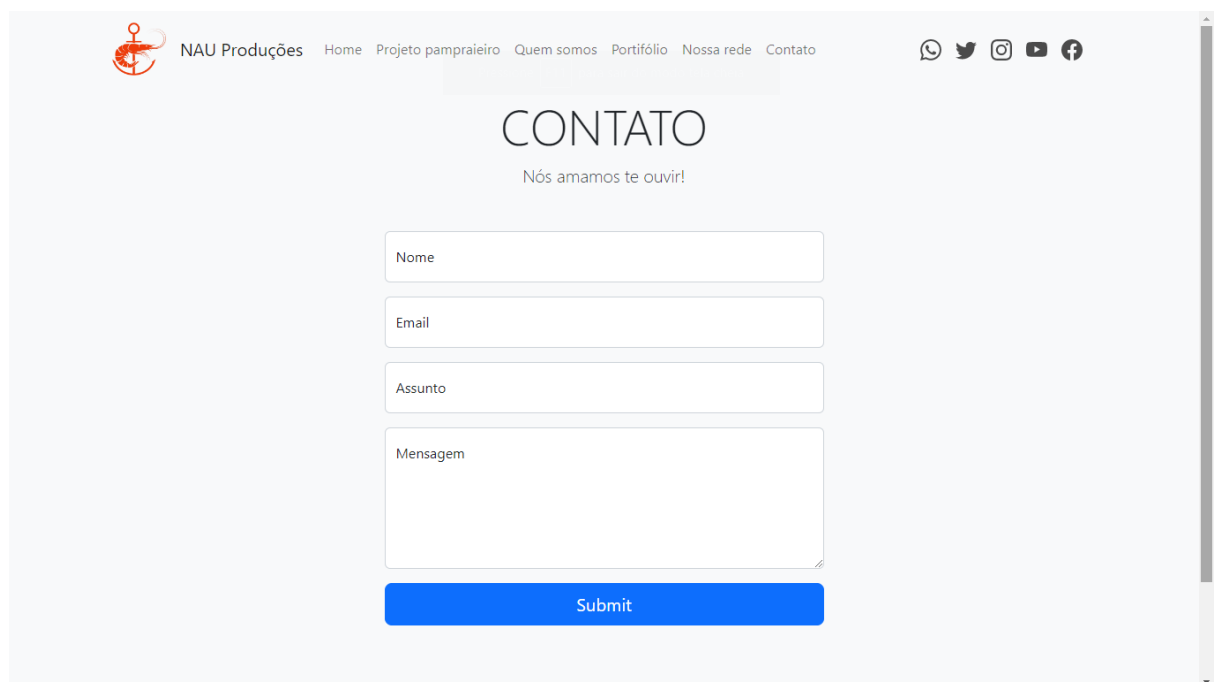 NAU Produções Home Projeto pampraieiro Quem somos Portifólio Nossa rede Contato
CONTATO
Nós amamos te ouvir!
Nome
Email
Assunto
Mensagem
Submit